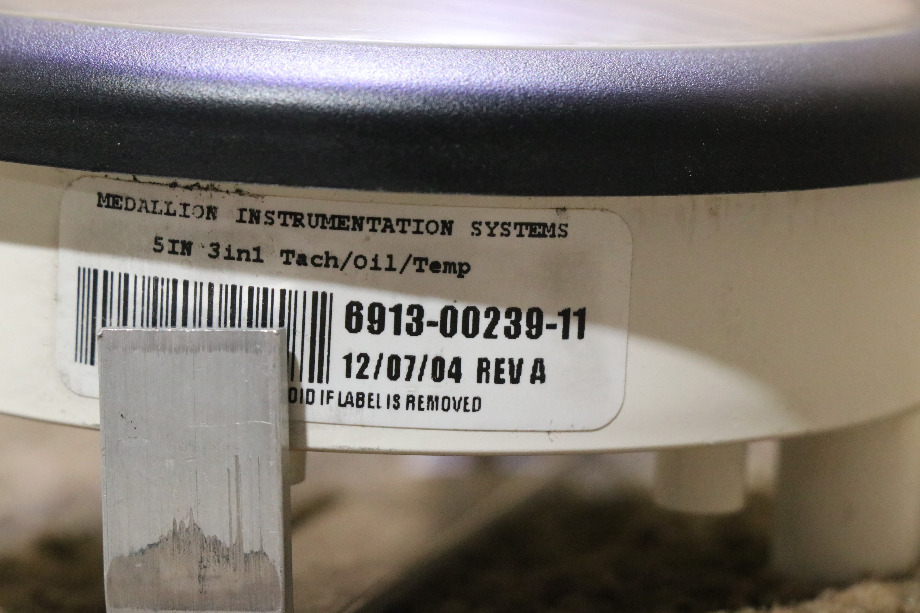 MEDALLION INSTRUMENTATION SYSTEMS
5IN 3in1 Tach/Oil/Temp
6913-00239-11
12/07/04 REV A
IF LABEL IS REMOVED